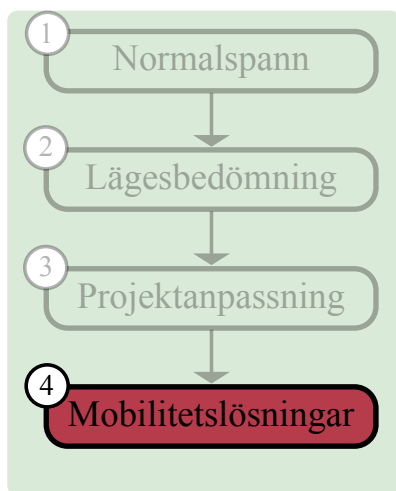 1
Normalspann
2
Lägesbedömning
3
Projektanpassning
4
Mobilitetslösningar